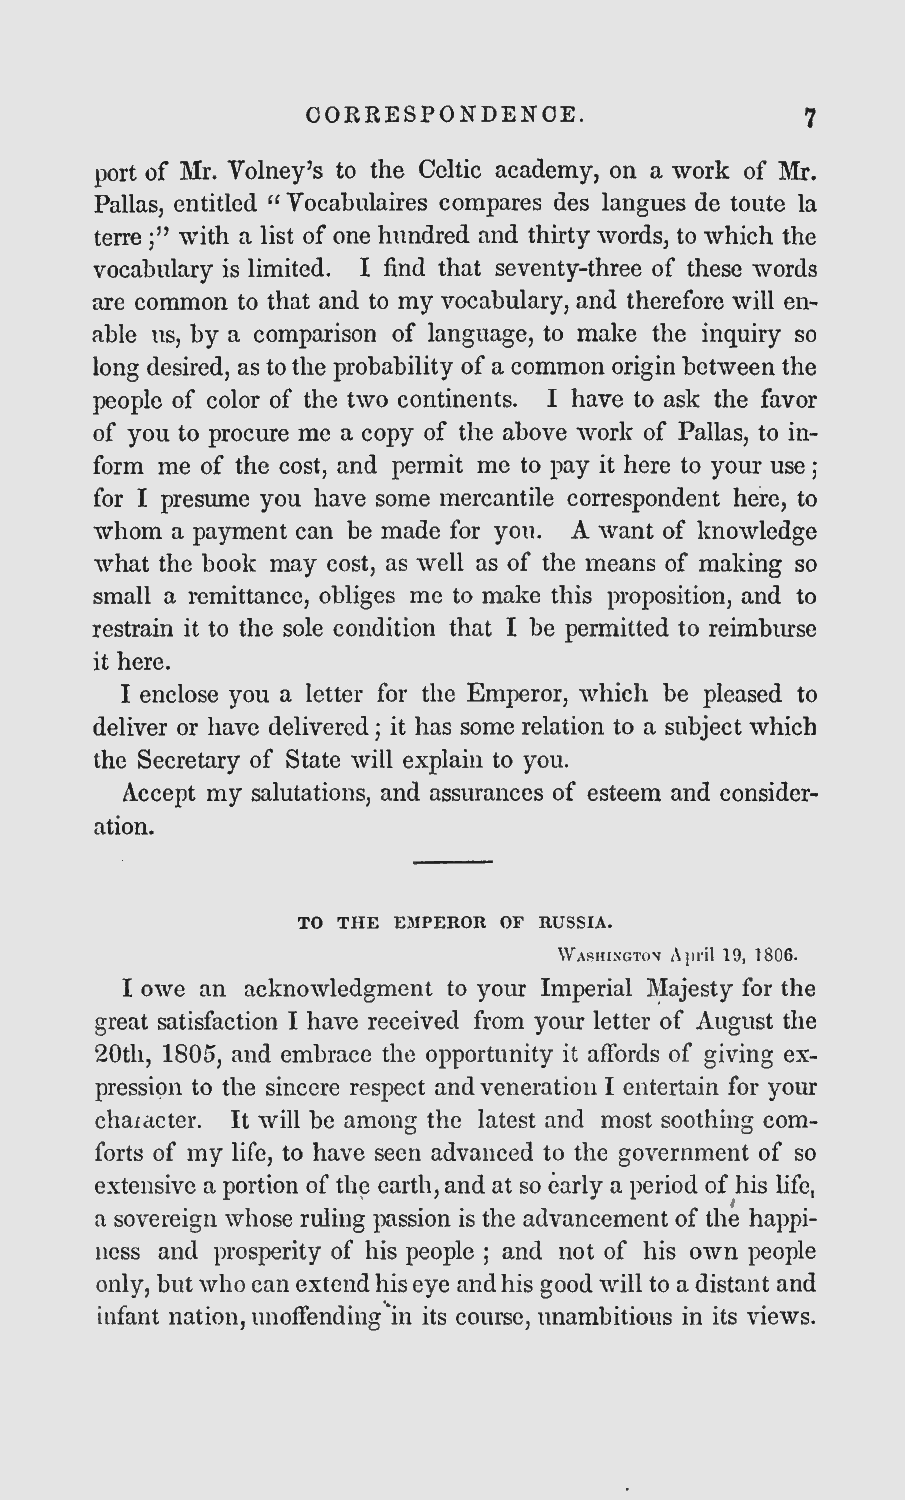 CORRESPONDENCE. 7
port of Mr. Volney's to the Celtic academy, on a work of Mr.
Pallas, entitled "Vocabulaires compares des langues de toute la
terre;" with a list of one hundred and thirty words, to which the
vocabulary is limited. I find that seventy-three of these words
are common to that and to my vocabulary, and therefore will en-
able us, by a comparison of language, to make the inquiry so
long desired, as to the probability of a common origin between the
people of color of the two continents. I have to ask the favor
of you to procure me a copy of the above work of Pallas, to in-
form me of the cost, and permit me to pay it here to your use;
for I presume you have some mercantile correspondent here, to
whom a payment can be made for you. A want of knowledge
what the book may cost, as well as of the means of making so
small a remittance, obliges me to make this proposition, and to
restrain it to the sole condition that I be permitted to reimburse
it here.
I enclose you a letter for the Emperor, which be pleased to
deliver or have delivered; it has some relation to a subject which
the Secretary of State will explain to you.
Accept my salutations, and assurances of esteem and consider-
ation.
TO THE EMPEROR OF RUSSIA.
WASHINGTON April 19, 1806.
I owe an acknowledgment to your Imperial Majesty for the
great satisfaction I have received from your letter of August the
20th, 1805, and embrace the opportunity it affords of giving ex-
pression to the sincere respect and veneration I entertain for your
character. It will be among the latest and most soothing com-
forts of my life, to have seen advanced to the government of so
extensive a portion of the earth, and at so early a period of his life,
a sovereign whose ruling passion is the advancement of the happi-
ness and prosperity of his people; and not of his own people
only, but who can extend his eye and his good will to a distant and
infant nation, unoffending in its course, unambitious in its views.